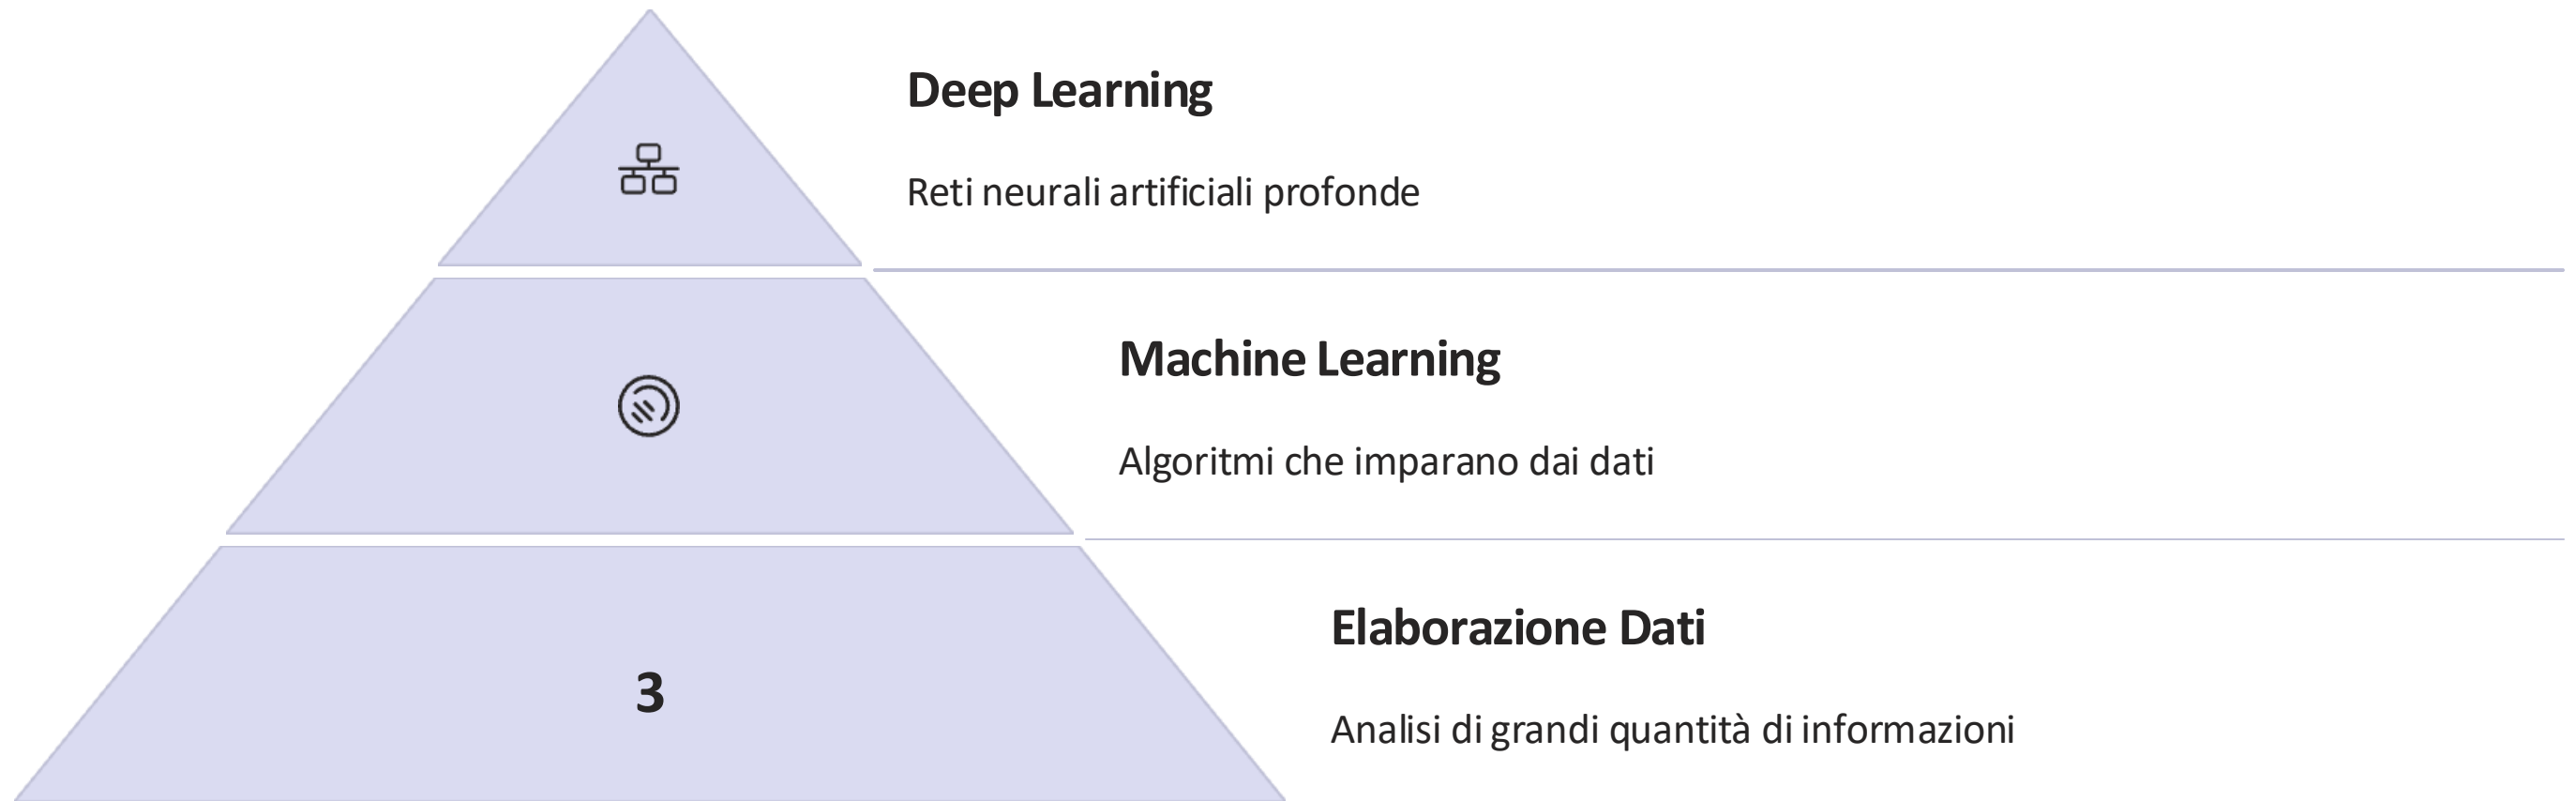 Deep Learning
Reti neurali artificiali profonde
Machine Learning
Algoritmi che imparano dai dati
3
Elaborazione Dati
Analisi di grandi quantità di informazioni